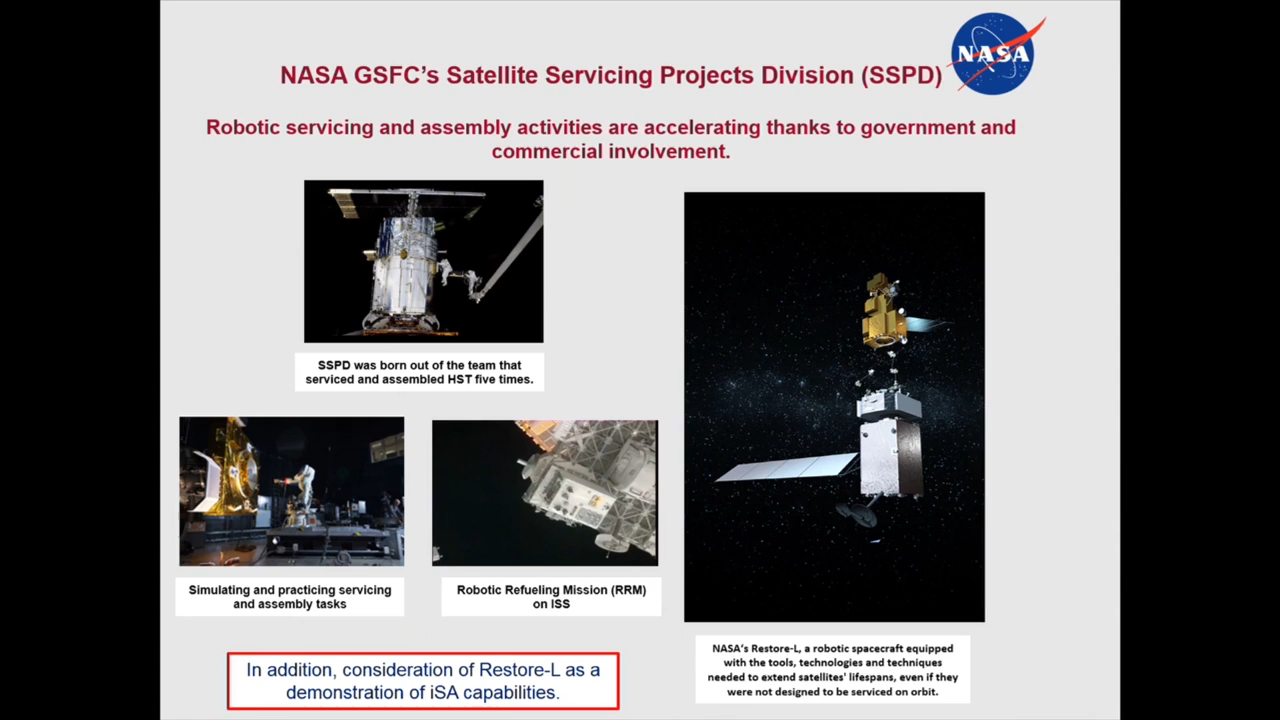 NASA
NASA GSFC's Satellite Servicing Projects Division (SSPD)
Robotic servicing and assembly activities are accelerating thanks to government and
commercial involvement.
SSPD was born out of the team that
serviced and assembled HST five times.
Simulating and practicing servicing
and assembly tasks
Robotic Refueling Mission (RRM)
on ISS
NASA's Restore-L, a robotic spacecraft equipped
with the tools, technologies and techniques
needed to extend satellites' lifespans, even if they
were not designed to be serviced on orbit.
In addition, consideration of Restore-L as a
demonstration of iSA capabilities.